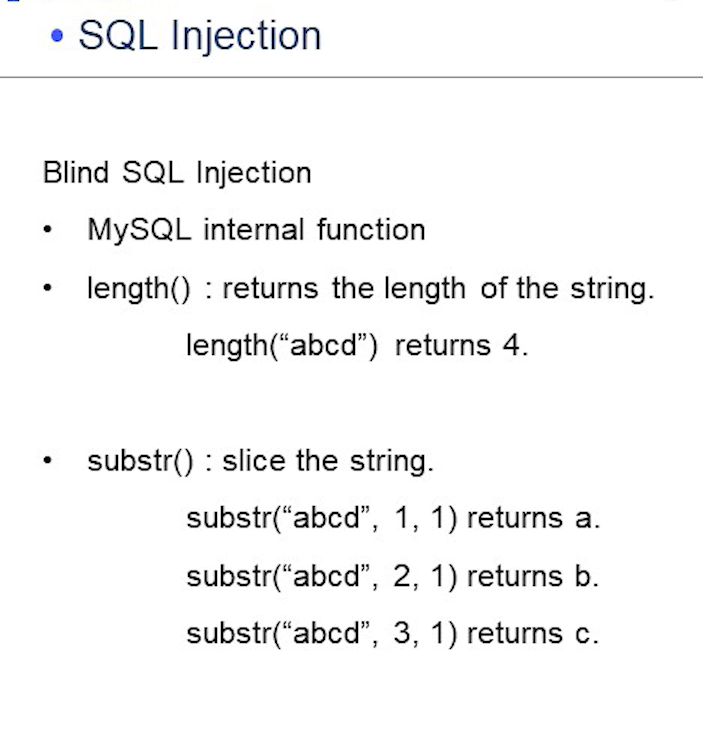 • SQL Injection
Blind SQL Injection
• MySQL internal function
• length() : returns the length of the string.
length(“abcd”) returns 4.
• substr() : slice the string.
substr(“abcd”, 1, 1) returns a.
substr(“abcd”, 2, 1) returns b.
substr(“abcd”, 3, 1) returns c.